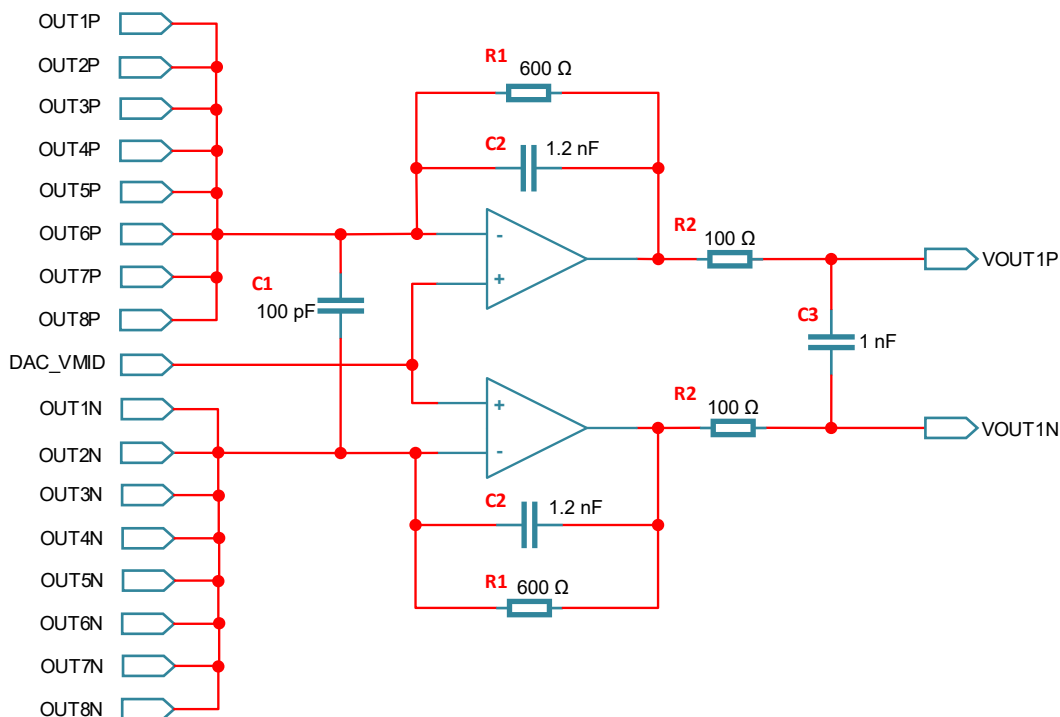 OUT1P
OUT2P
OUT3P
OUT4P
OUT5P
OUT6P
OUT7P
OUT8P
DAC_VMID
OUT1N
OUT2N
OUT3N
OUT4N
OUT5N
OUT6N
OUT7N
OUT8N
C1
100 pF
R1
600 Ω
C2
1.2 nF
-
+
R2
100 Ω
+
-
R2
100 Ω
C2
1.2 nF
R1 600 Ω
C3
1 nF
VOUT1P
VOUT1N